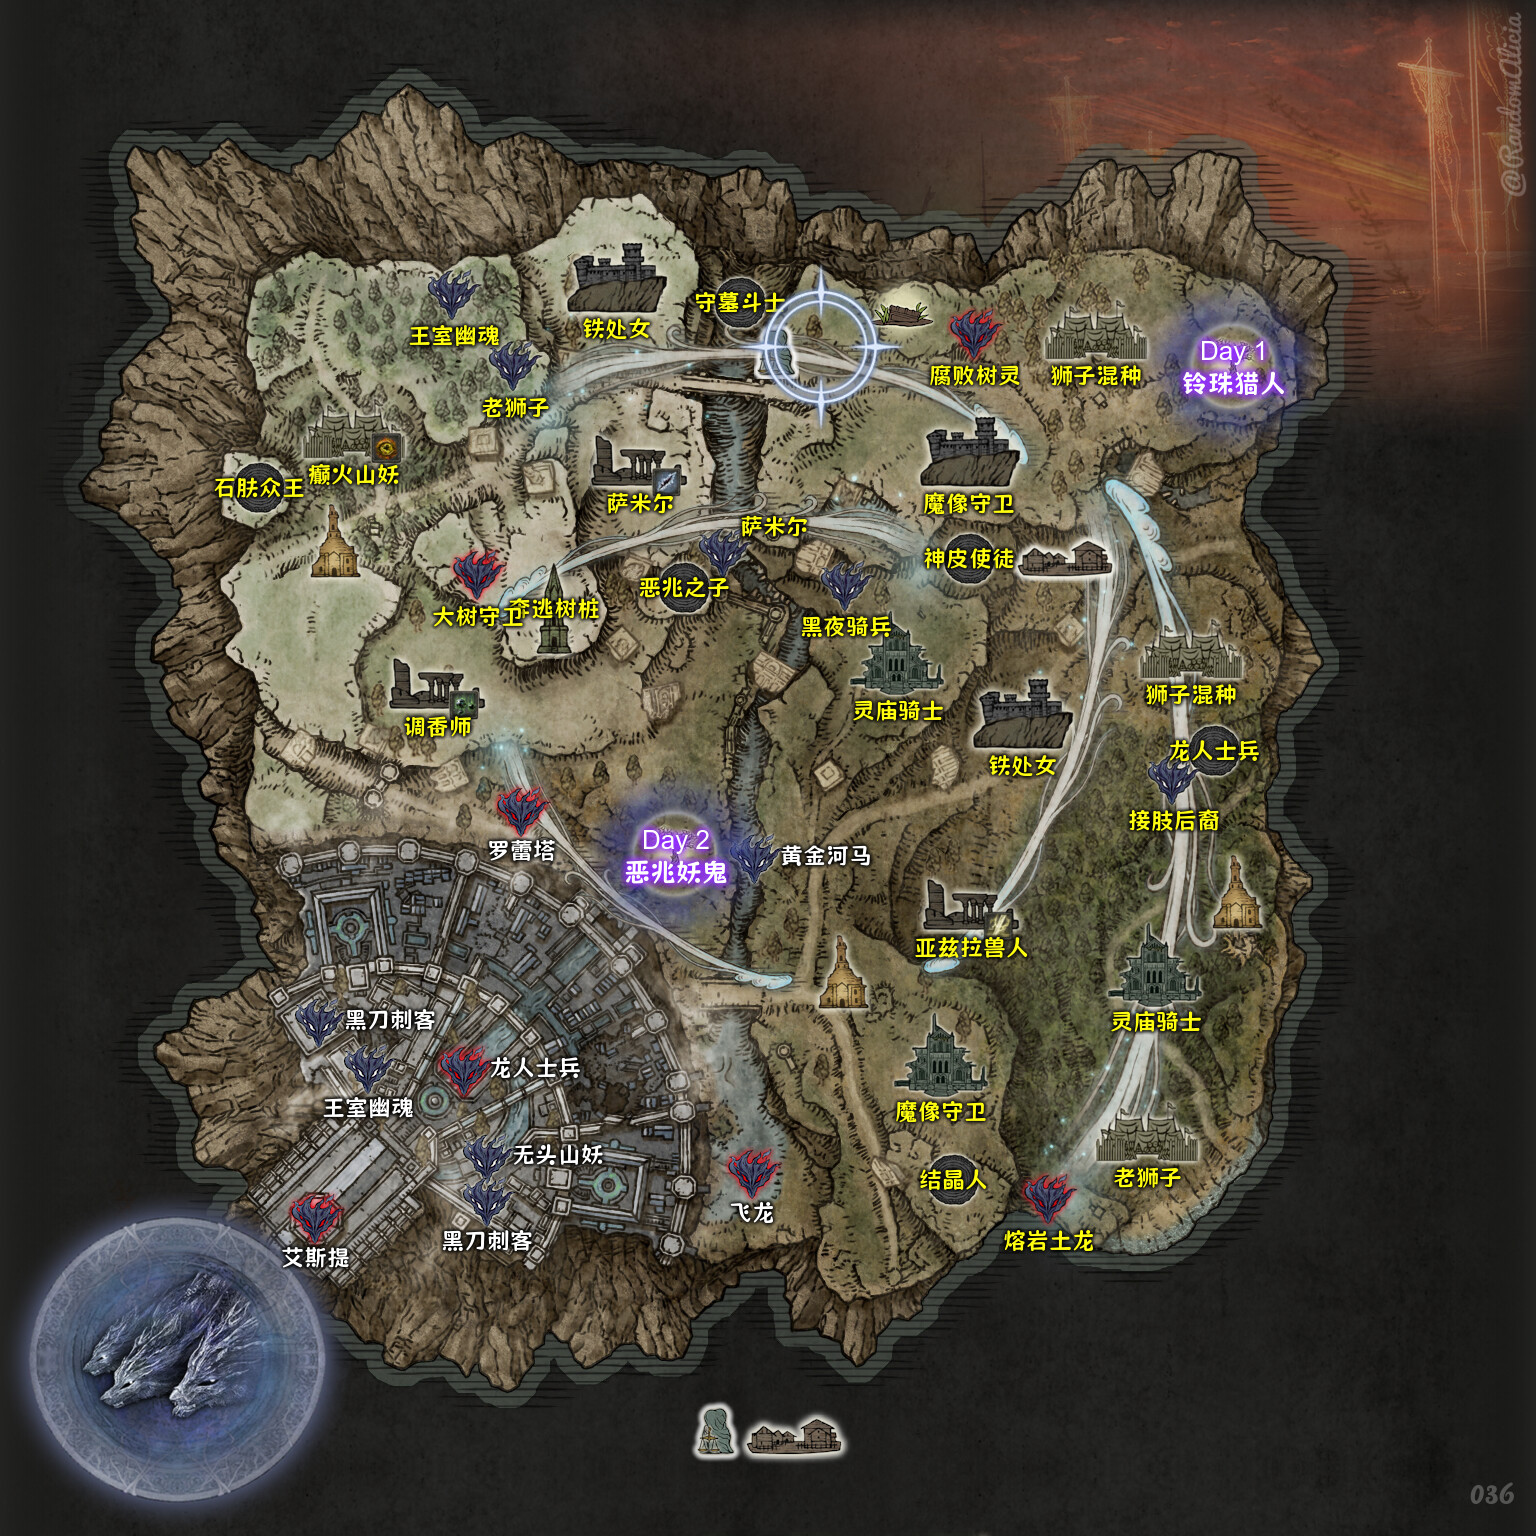 @RandomAlicia
王室幽魂
铁处女
守墓斗士
腐败树灵
狮子混种
Day 1
铃珠猎人
老狮子
癫火山妖
石肤众王
萨米尔
萨米尔
魔像守卫
神皮使徒
恶兆之子
大树守卫
奔逃树桩
黑夜骑兵
灵庙骑士
狮子混种
调香师
铁处女
龙人士兵
接肢后裔
罗蕾塔
Day 2
恶兆妖鬼
黄金河马
亚兹拉兽人
黑刀刺客
灵庙骑士
龙人士兵
王室幽魂
魔像守卫
无头山妖
结晶人
老狮子
飞龙
黑刀刺客
熔岩土龙
艾斯提
036